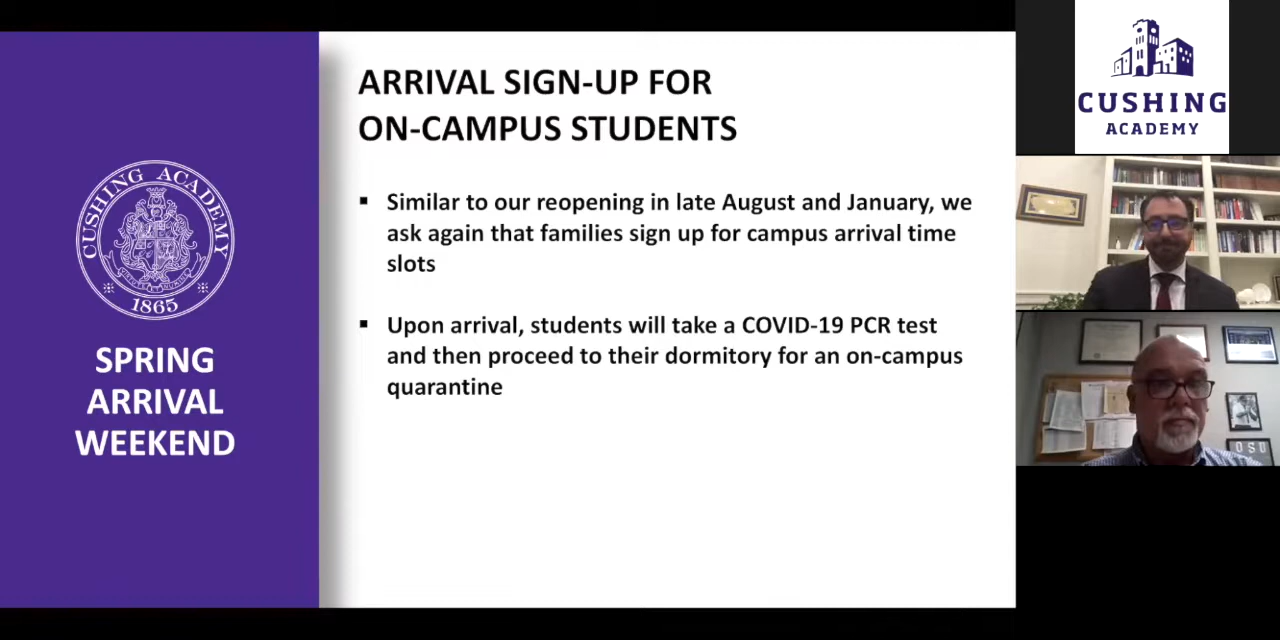 ARRIVAL SIGN-UP FOR
ON-CAMPUS STUDENTS
▪ Similar to our reopening in late August and January, we
ask again that families sign up for campus arrival time
slots
▪ Upon arrival, students will take a COVID-19 PCR test
and then proceed to their dormitory for an on-campus
quarantine
CUSHING ACADEMY
1865
SPRING
ARRIVAL
WEEKEND
CUSHING
ACADEMY
OSU